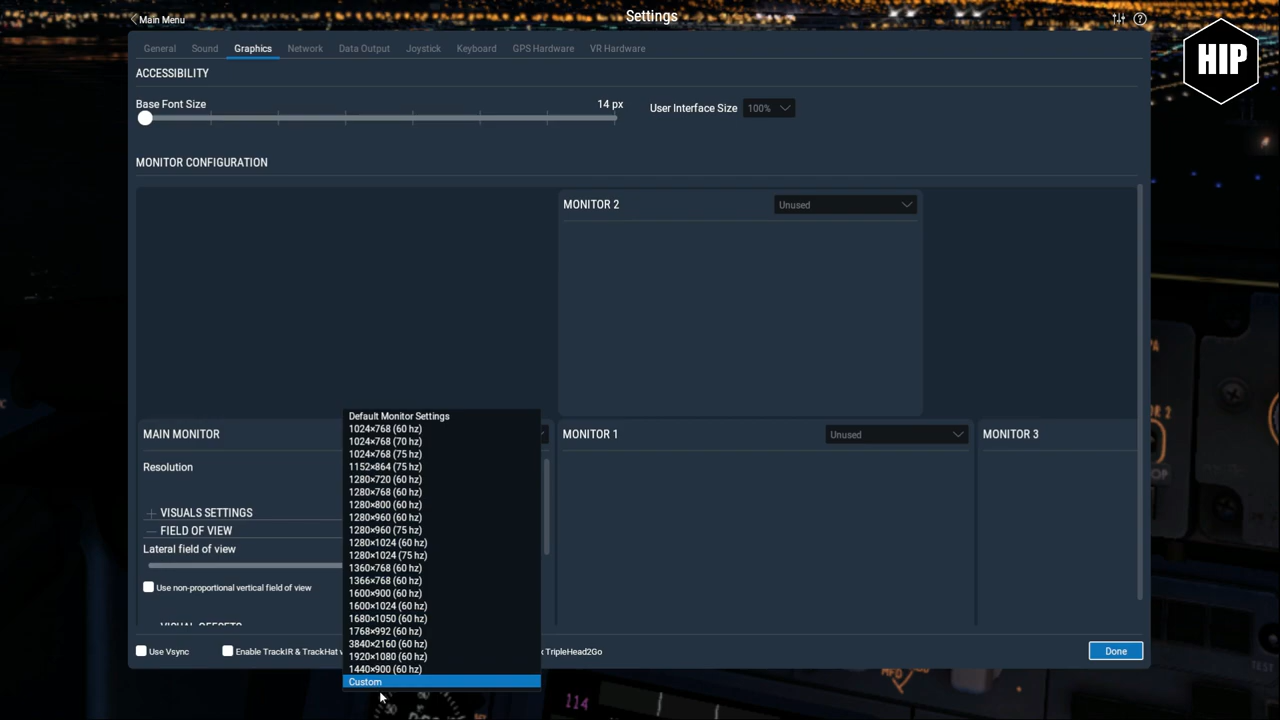 Main Menu
Settings
HIP
General Sound Graphics Network Data Output Joystick Keyboard GPS Hardware VR Hardware
ACCESSIBILITY
Base Font Size 14 px User Interface Size 100%
MONITOR CONFIGURATION
MONITOR 2 Unused
MAIN MONITOR
MONITOR 1 Unused
MONITOR 3
Resolution
VISUALS SETTINGS
FIELD OF VIEW
Lateral field of view
Use non-proportional vertical field of view
VISUAL OFFSETS
Default Monitor Settings
1024×768 (60 hz)
1024×768 (70 hz)
1024×768 (75 hz)
1152×864 (75 hz)
1280×720 (60 hz)
1280×768 (60 hz)
1280×800 (60 hz)
1280×960 (60 hz)
1280×960 (75 hz)
1280×1024 (60 hz)
1280×1024 (75 hz)
1360×768 (60 hz)
1366×768 (60 hz)
1600×900 (60 hz)
1600×1024 (60 hz)
1680×1050 (60 hz)
1768×992 (60 hz)
3840×2160 (60 hz)
1920×1080 (60 hz)
1440×900 (60 hz)
Custom
Use Vsync Enable TrackIR & TrackHat v x TripleHead2Go
Done
114